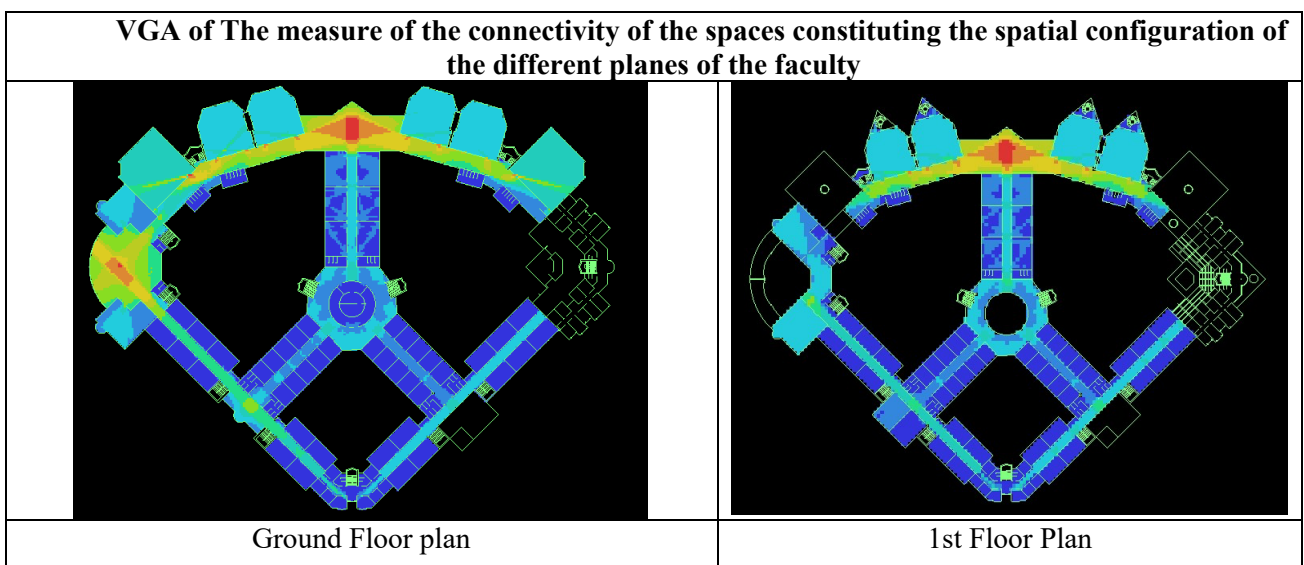 VGA of The measure of the connectivity of the spaces constituting the spatial configuration of
the different planes of the faculty
Ground Floor plan
1st Floor Plan